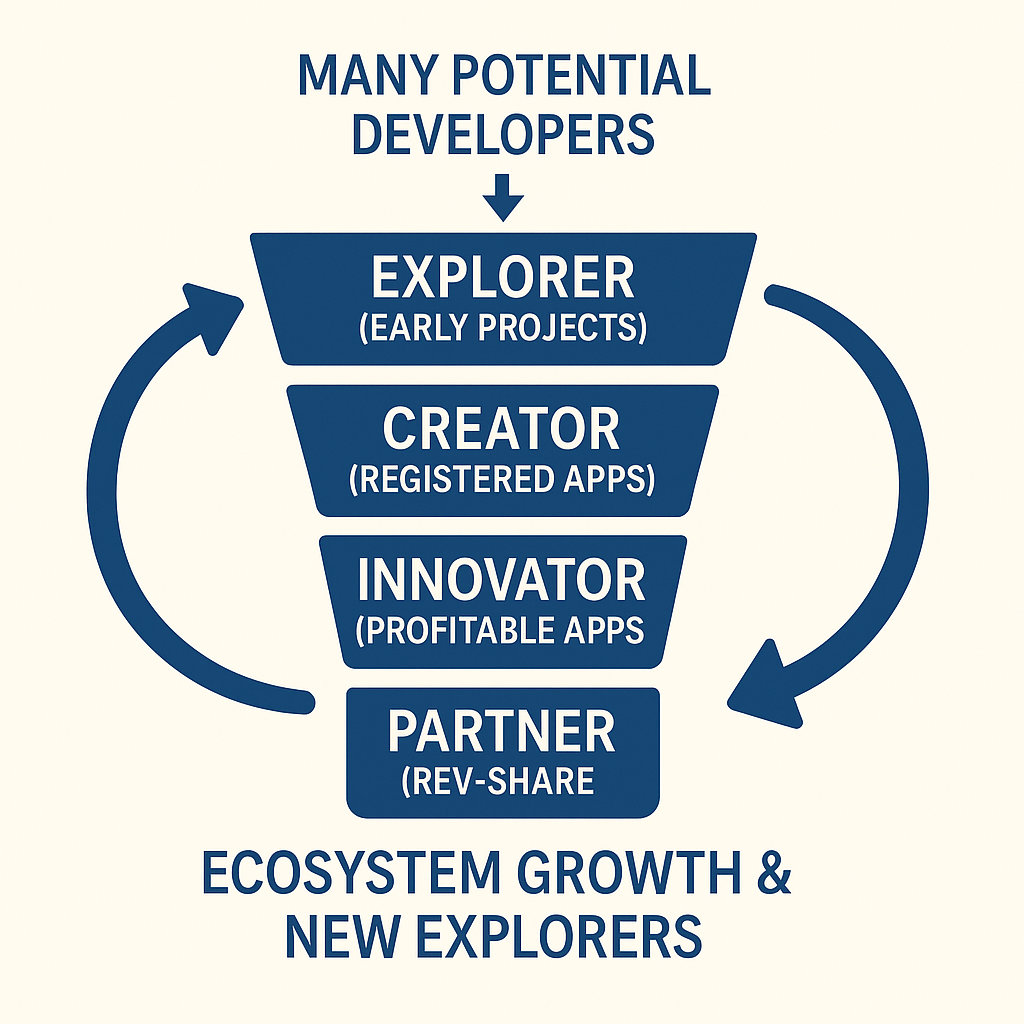 MANY POTENTIAL
DEVELOPERS
EXPLORER
(EARLY PROJECTS)
CREATOR
(REGISTERED APPS)
INNOVATOR
(PROFITABLE APPS
PARTNER
(REV-SHARE
ECOSYSTEM GROWTH &
NEW EXPLORERS